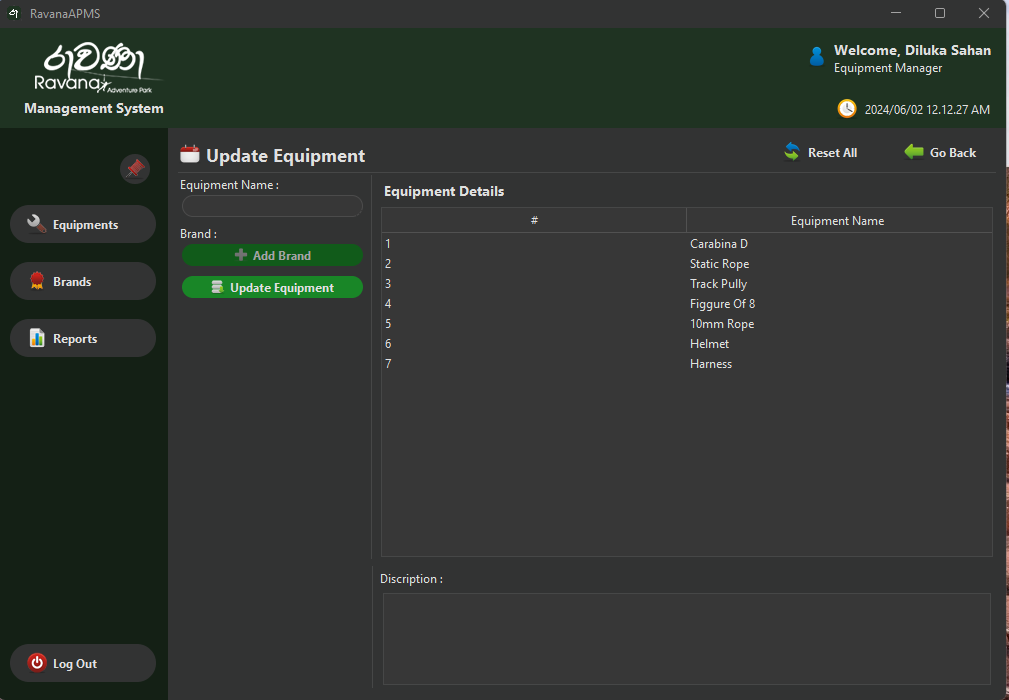 RavanaAPMS
රාවණා
Ravana
Adventure Park
Management System
Welcome, Diluka Sahan
Equipment Manager
2024/06/02 12.12.27 AM
Equipments
Brands
Reports
Log Out
Update Equipment
Reset All
Go Back
Equipment Name :
Brand :
Add Brand
Update Equipment
Equipment Details
# Equipment Name
1 Carabina D
2 Static Rope
3 Track Pully
4 Figgure Of 8
5 10mm Rope
6 Helmet
7 Harness
Discription :